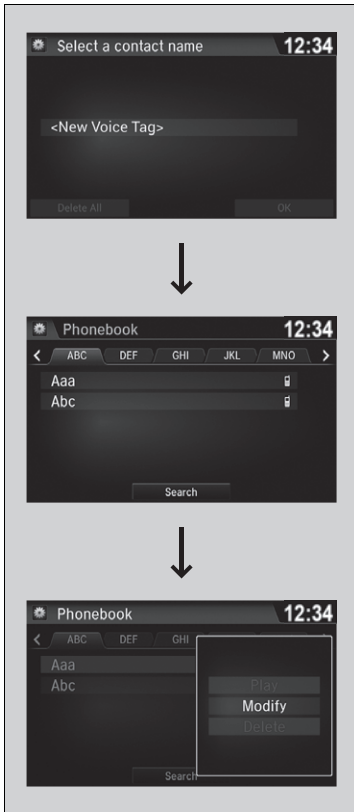 Select a contact name 12:34
<New Voice Tag>
Delete All OK
Phonebook 12:34
< ABC DEF GHI JKL MNO >
Aaa
Abc
Search
Phonebook 12:34
< ABC DEF GHI
Aaa
Abc
Play
Modify
Delete
Search